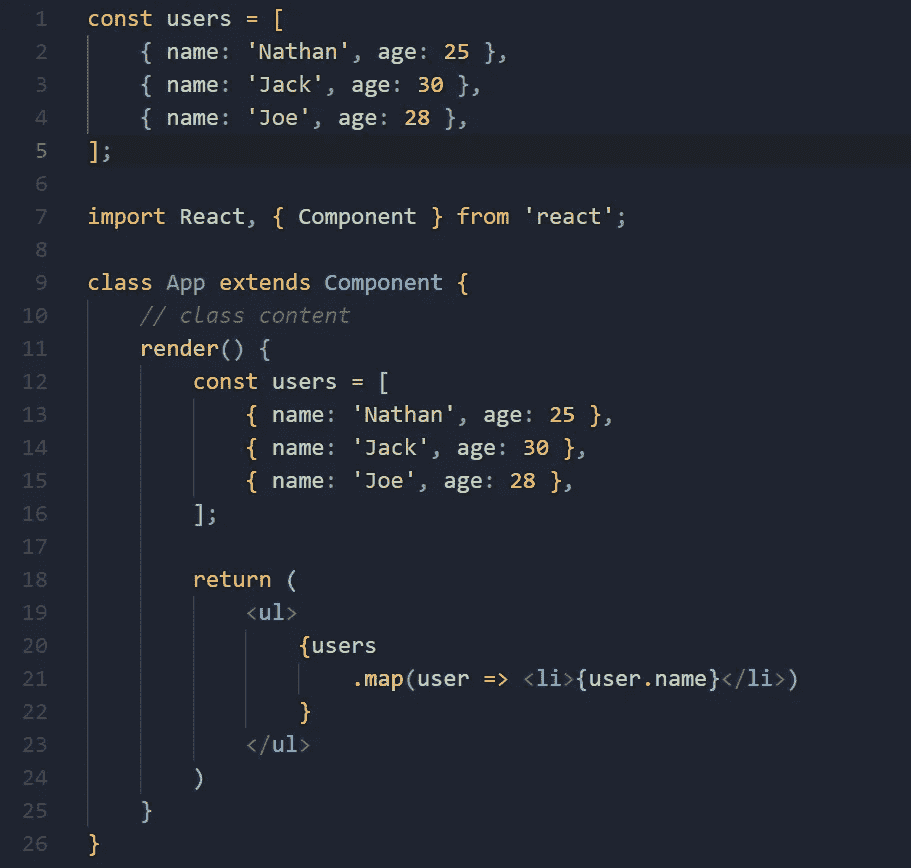 1 const users = [
2     { name: 'Nathan', age: 25 },
3     { name: 'Jack', age: 30 },
4     { name: 'Joe', age: 28 },
5 ];
6
7 import React, { Component } from 'react';
8
9 class App extends Component {
10     // class content
11     render() {
12         const users = [
13             { name: 'Nathan', age: 25 },
14             { name: 'Jack', age: 30 },
15             { name: 'Joe', age: 28 },
16         ];
17
18         return (
19             <ul>
20                 {users
21                     .map(user => <li>{user.name}</li>)
22                 }
23             </ul>
24         )
25     }
26 }